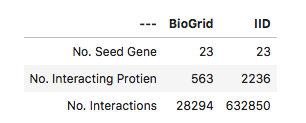 --- BioGrid IID
No. Seed Gene 23 23
No. Interacting Protien 563 2236
No. Interactions 28294 632850